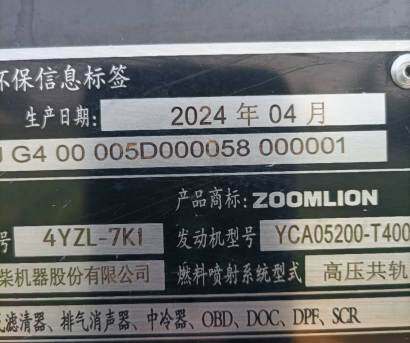 环保信息标签
生产日期: 2024 年 04 月
G4 00 005D000058 000001
产品商标: ZOOMLION
号 4YZL-7K1 发动机型号 YCA05200-T400
柴机器股份有限公司 燃料喷射系统型式 高压共轨
滤清器、排气消声器、中冷器、OBD、DOC、DPF、SCR